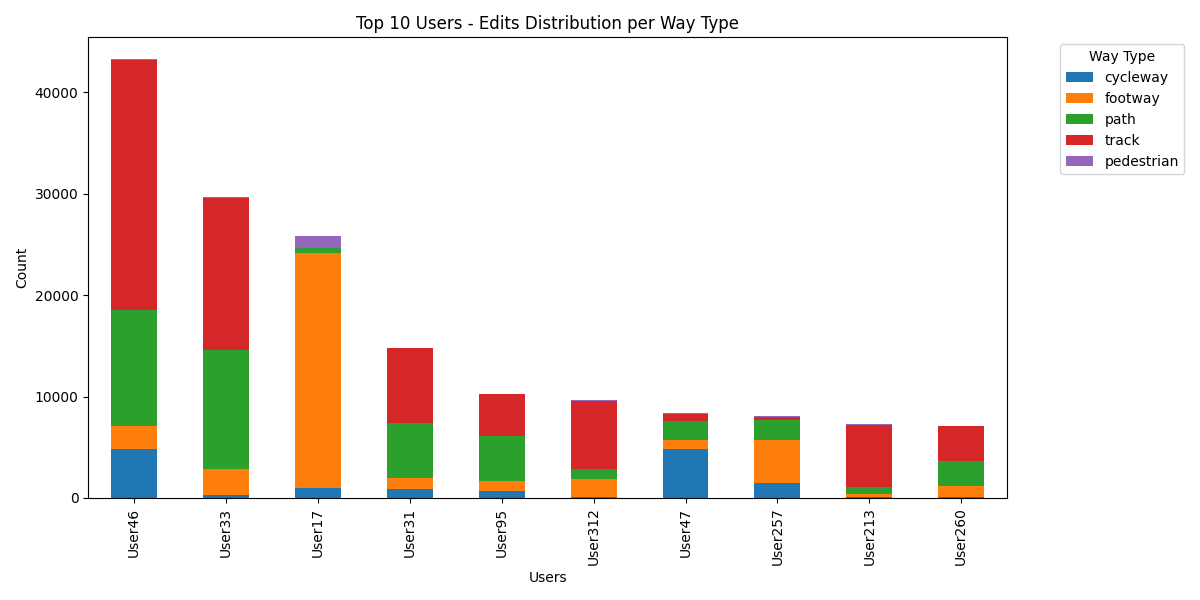 Top 10 Users - Edits Distribution per Way Type
Way Type
cycleway
footway
path
track
pedestrian
Count
40000
30000
20000
10000
0
User46
User33
User17
User31
User95
User312
User47
User257
User213
User260
Users